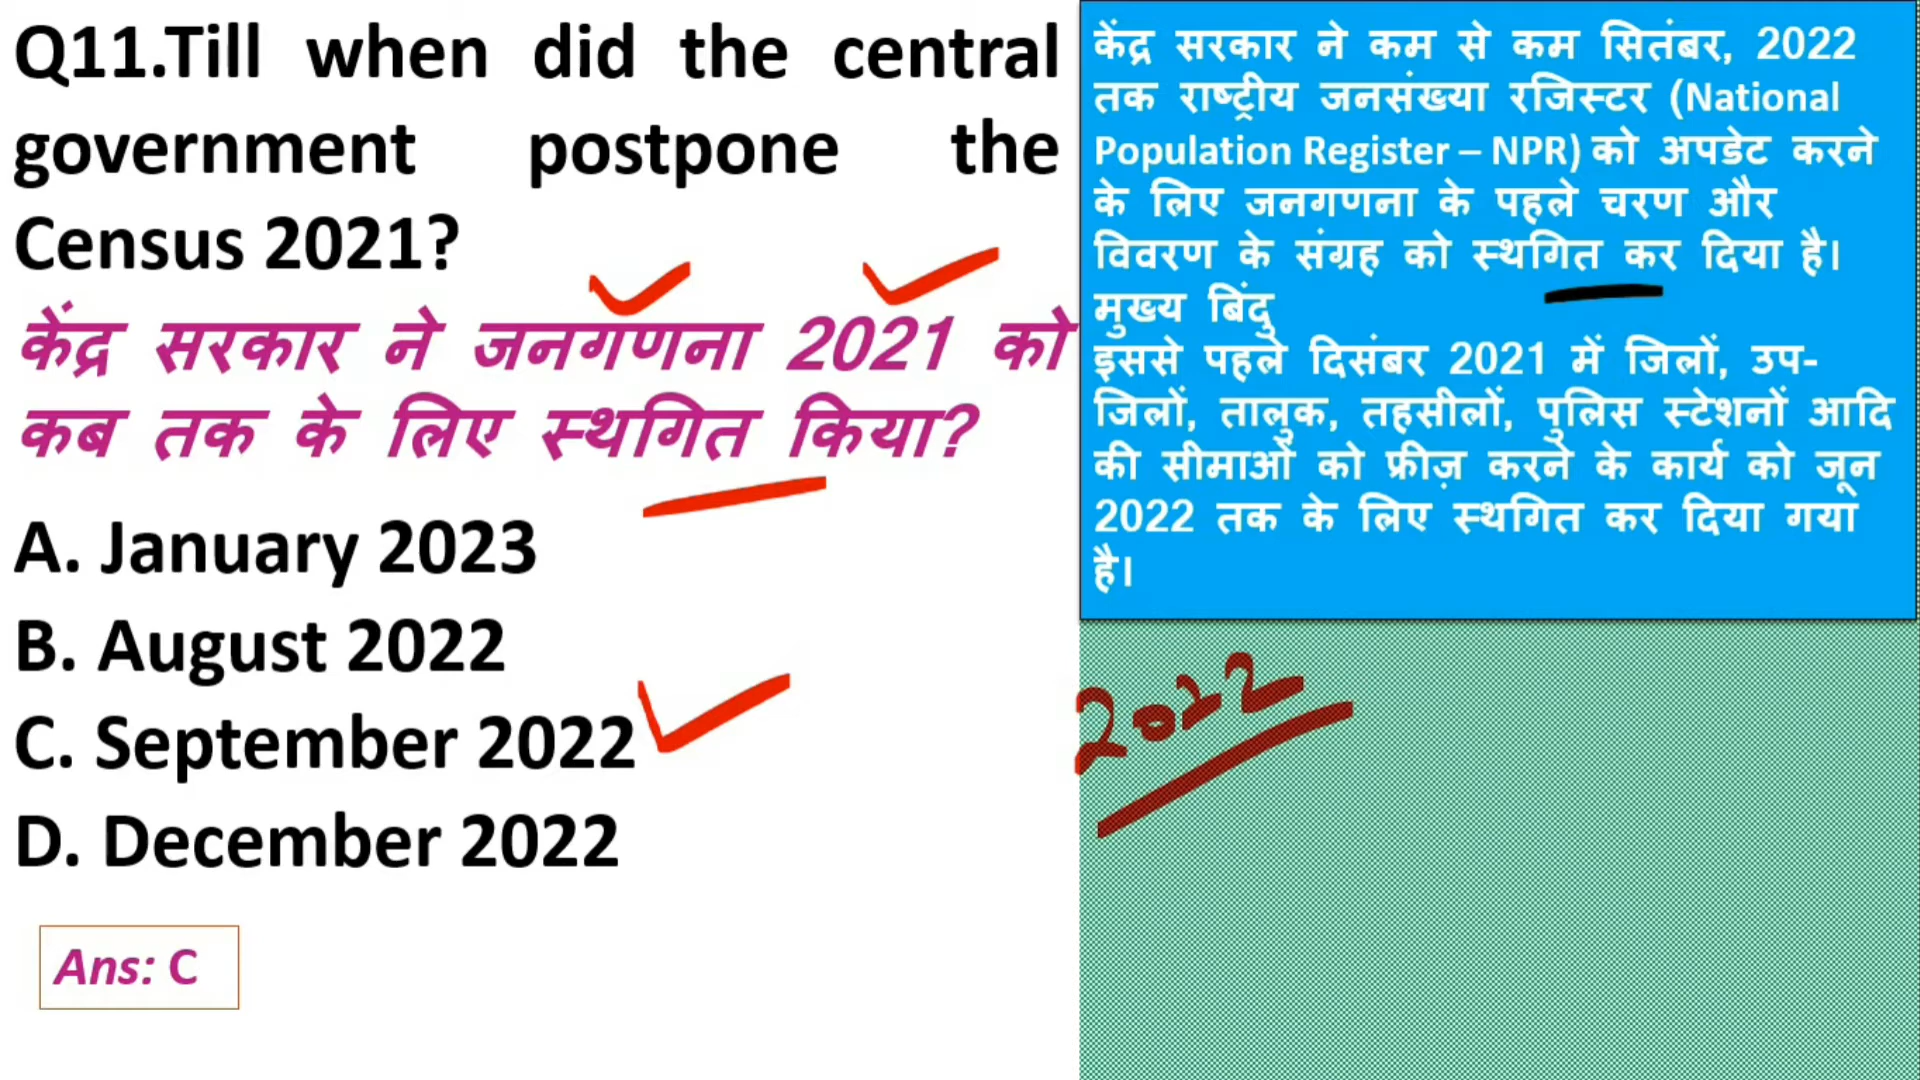 Q11.Till when did the central
government postpone the
Census 2021?
केंद्र सरकार ने जनगणना 2021 को
कब तक के लिए स्थगित किया?
A. January 2023
B. August 2022
C. September 2022
D. December 2022
Ans: C
केंद्र सरकार ने कम से कम सितंबर, 2022
तक राष्ट्रीय जनसंख्या रजिस्टर (National
Population Register – NPR) को अपडेट करने
के लिए जनगणना के पहले चरण और
विवरण के संग्रह को स्थगित कर दिया है।
मुख्य बिंदु
इससे पहले दिसंबर 2021 में जिलों, उप-
जिलों, तालुक, तहसीलों, पुलिस स्टेशनों आदि
की सीमाओं को फ्रीज़ करने के कार्य को जून
2022 तक के लिए स्थगित कर दिया गया
है।
2022